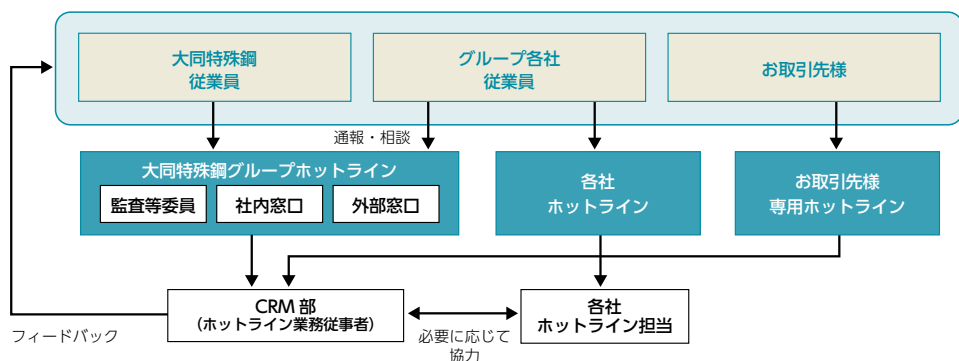 大同特殊鋼
従業員
グループ各社
従業員
お取引先様
通報・相談
大同特殊鋼グループホットライン
監査等委員
社内窓口
外部窓口
各社
ホットライン
お取引先様
専用ホットライン
CRM 部
（ホットライン業務従事者）
各社
ホットライン担当
フィードバック
必要に応じて
協力